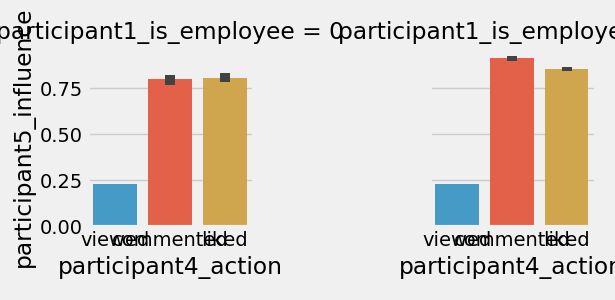 participant1_is_employee = 0
participant1_is_employe
participant5_influence
0.75
0.50
0.25
0.00
viewed
commented
liked
viewed
commented
liked
participant4_action
participant4_action